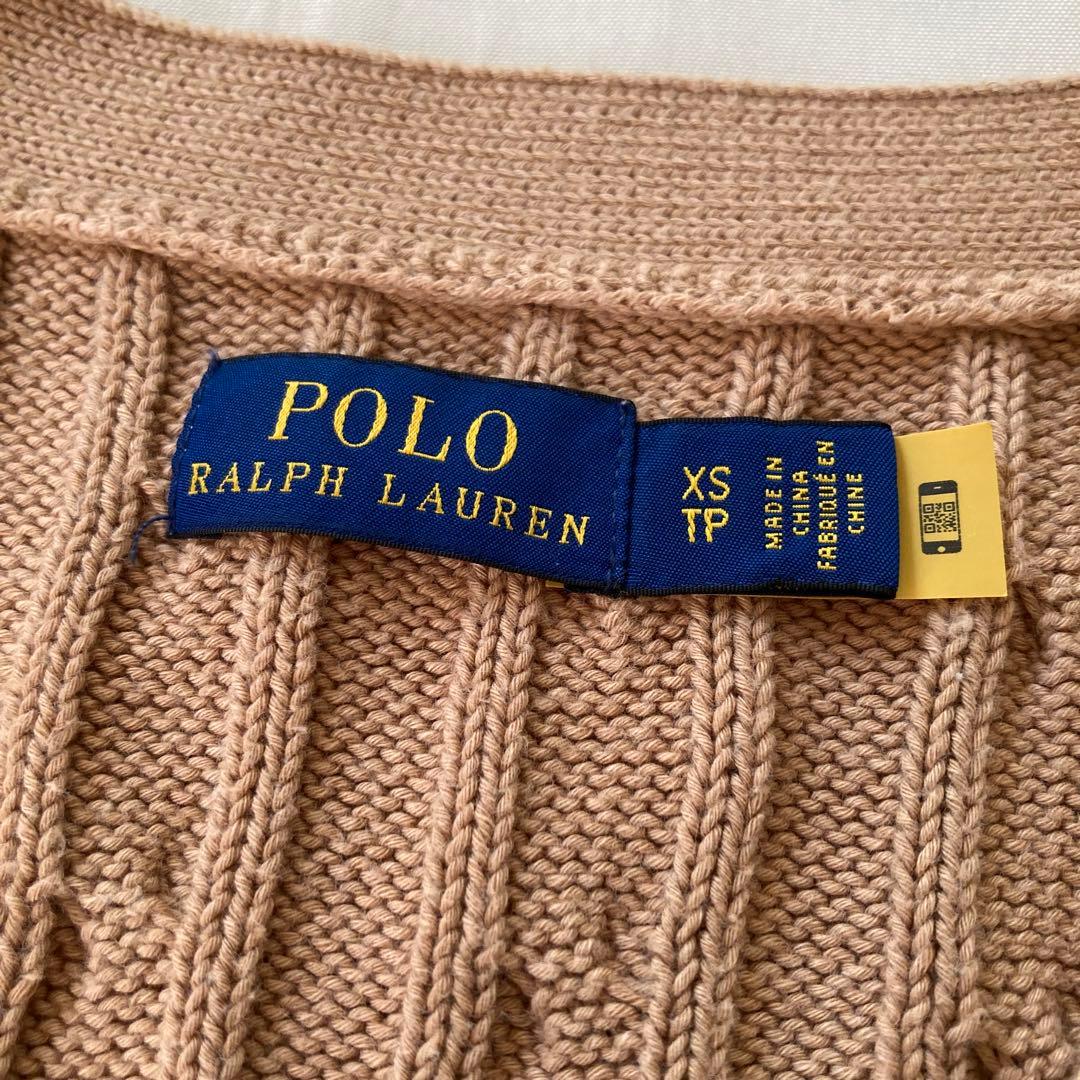 POLO
RALPH LAUREN
XS
TP
MADE IN
CHINA
FABRIQUÉ EN
CHINE